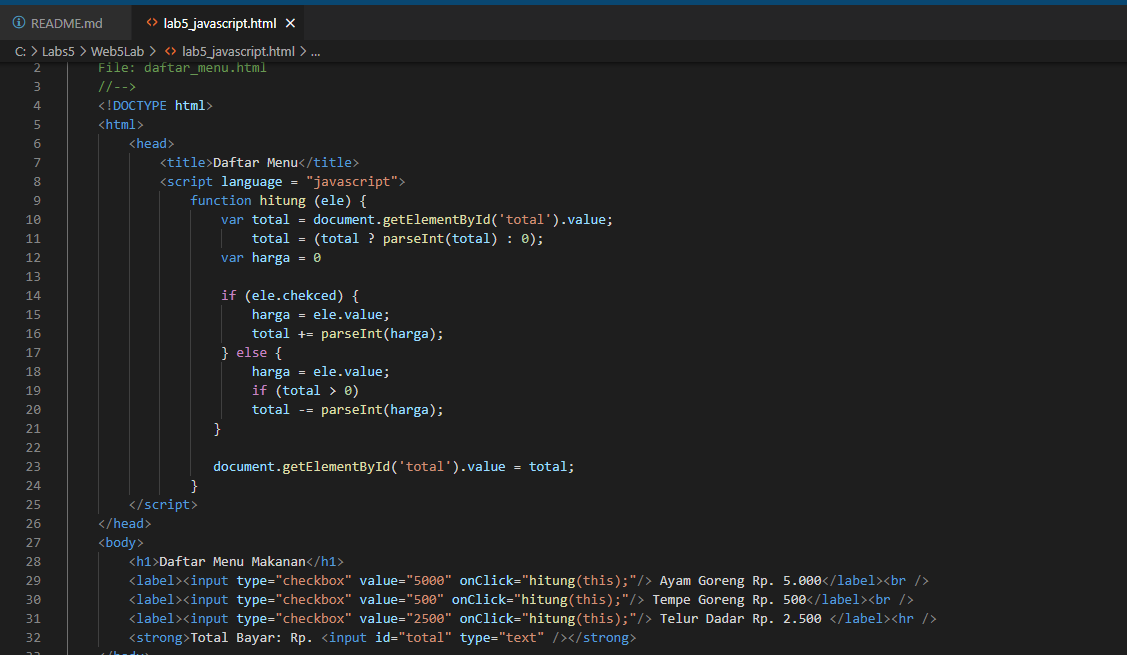 README.md lab5_javascript.html
C: > Labs5 > Web5Lab > <> lab5_javascript.html > ...
2 File: daftar_menu.html
3 //-->
4 <!DOCTYPE html>
5 <html>
6 <head>
7 <title>Daftar Menu</title>
8 <script language = "javascript">
9 function hitung (ele) {
10 var total = document.getElementById('total').value;
11 total = (total ? parseInt(total) : 0);
12 var harga = 0
13
14 if (ele.chekced) {
15 harga = ele.value;
16 total += parseInt(harga);
17 } else {
18 harga = ele.value;
19 if (total > 0)
20 total -= parseInt(harga);
21 }
22
23 document.getElementById('total').value = total;
24 }
25 </script>
26 </head>
27 <body>
28 <h1>Daftar Menu Makanan</h1>
29 <label><input type="checkbox" value="5000" onClick="hitung(this);"/> Ayam Goreng Rp. 5.000</label><br />
30 <label><input type="checkbox" value="500" onClick="hitung(this);"/> Tempe Goreng Rp. 500</label><br />
31 <label><input type="checkbox" value="2500" onClick="hitung(this);"/> Telur Dadar Rp. 2.500 </label><hr />
32 <strong>Total Bayar: Rp. <input id="total" type="text" /></strong>
33 </body>